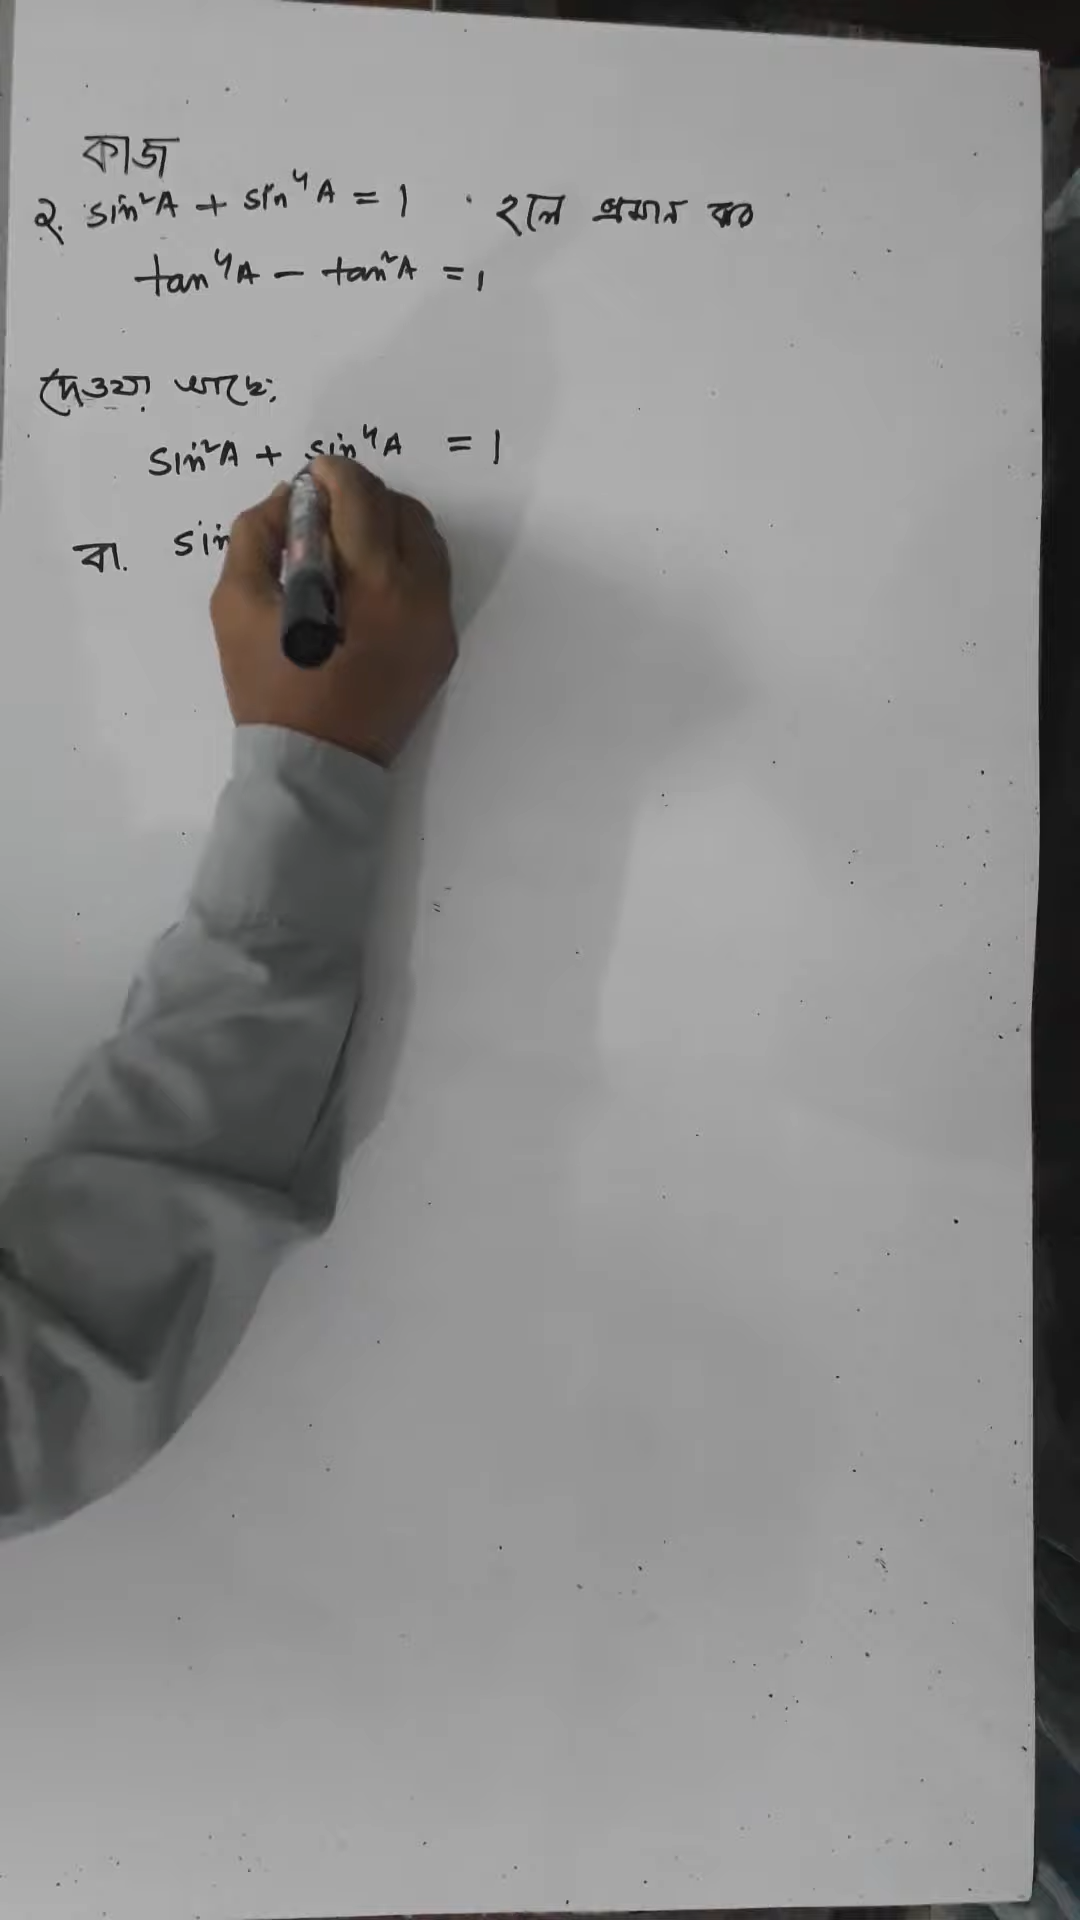 কাজ
২. sin²A + sin⁴A = 1 হলে প্রমান কর
tan⁴A − tan²A = 1
দেওয়া আছে,
sin²A + sin⁴A = 1
বা. sin